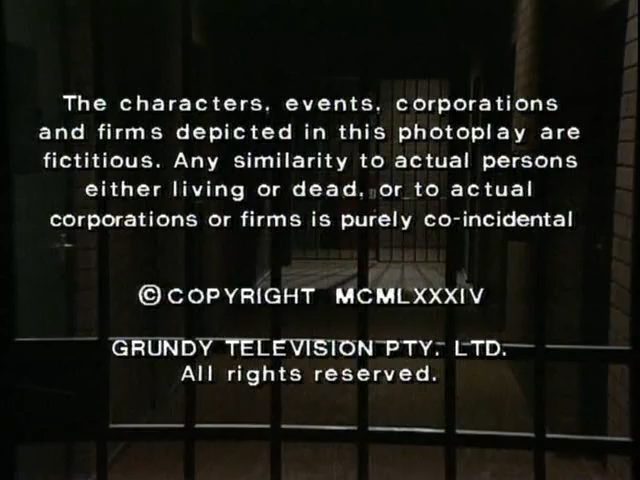 The characters, events, corporations
and firms depicted in this photoplay are
fictitious. Any similarity to actual persons
either living or dead, or to actual
corporations or firms is purely co-incidental
© COPYRIGHT MCMLXXXIV
GRUNDY TELEVISION PTY. LTD.
All rights reserved.